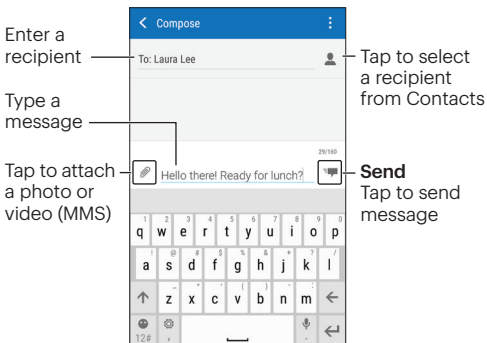 Compose
Enter a
recipient
To: Laura Lee
Tap to select
a recipient
from Contacts
Type a
message
29/160
Tap to attach
a photo or
video (MMS)
Hello there! Ready for lunch?
Send
Tap to send
message
1 2 3 4 5 6 7 8 9 0
q w e r t y u i o p
! @ # $ % & * ? /
a s d f g h j k l
_ " ' ( ) - ; :
z x c v b n m
12# , .